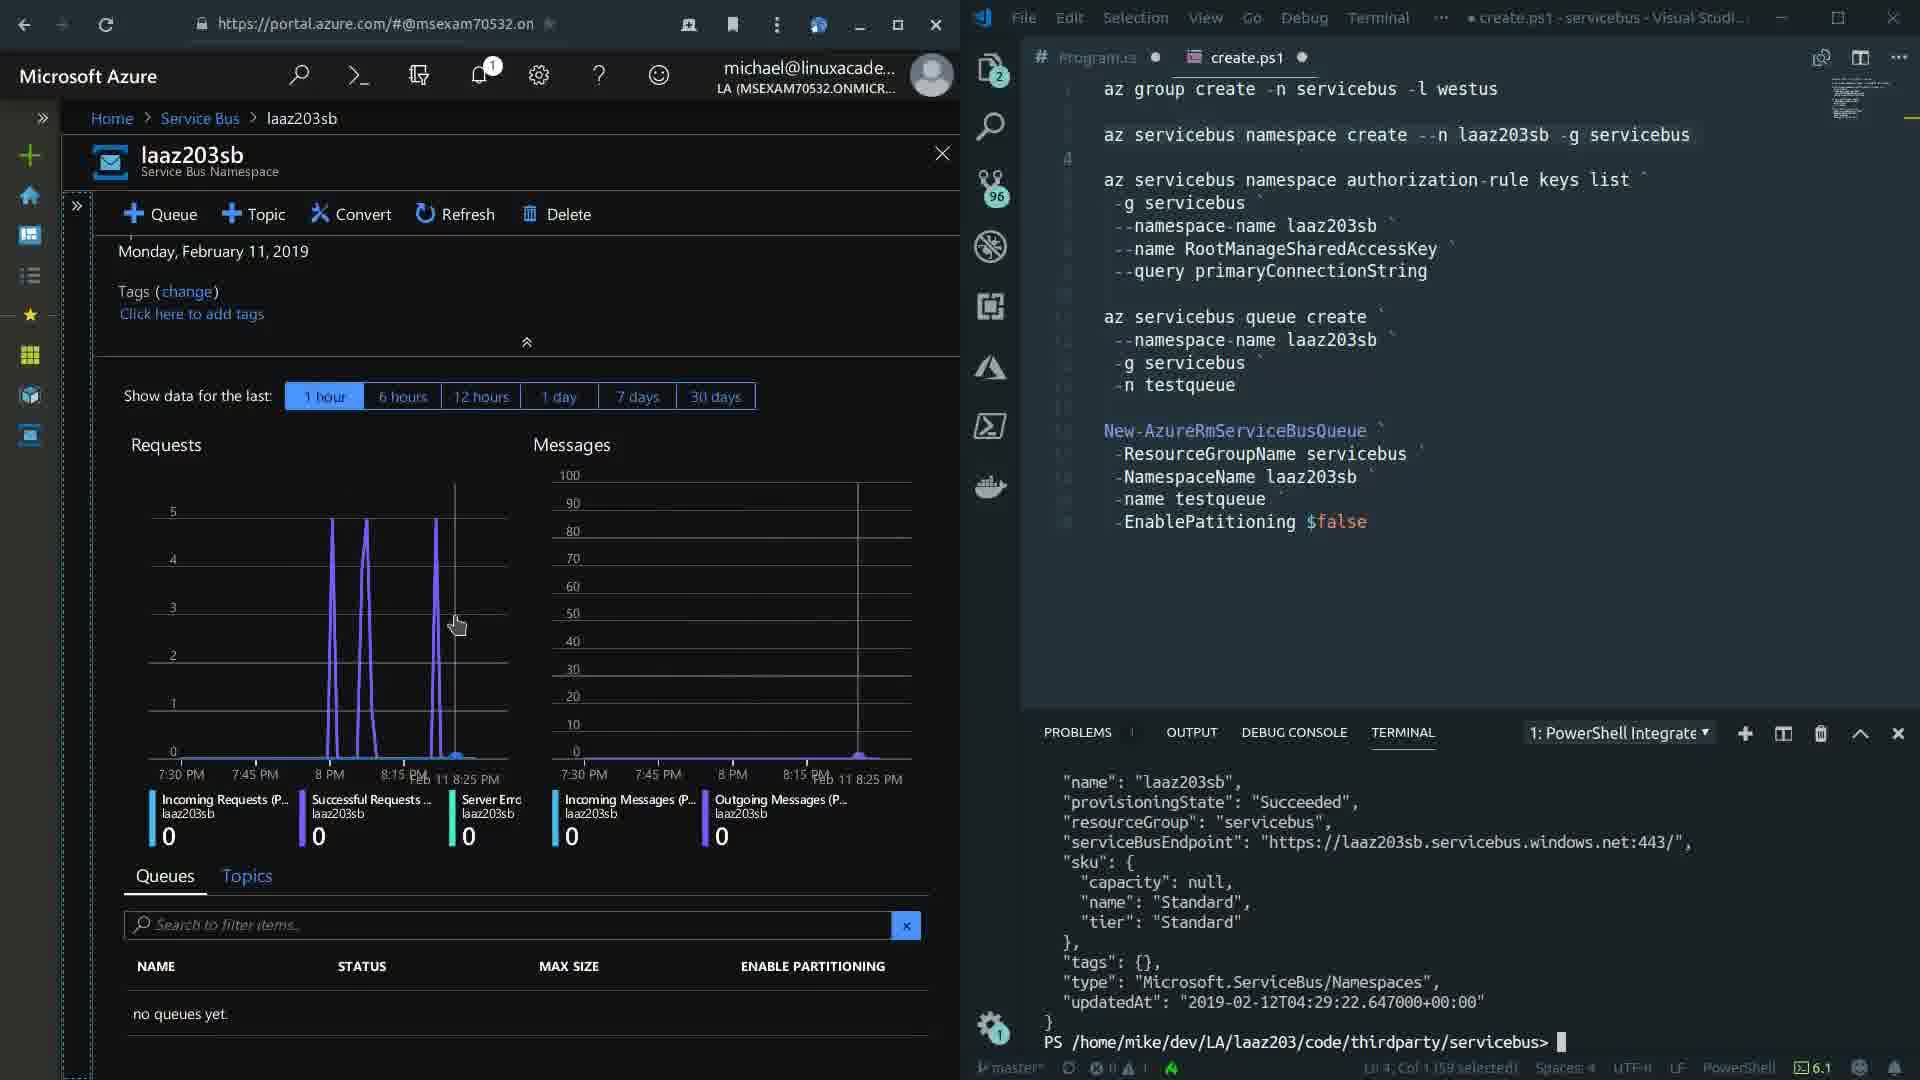 https://portal.azure.com/#@msexam70532.on
Microsoft Azure
1
michael@linuxacade...
LA (MSEXAM70532.ONMICR...
Home > Service Bus > laaz203sb
laaz203sb
Service Bus Namespace
Queue
Topic
Convert
Refresh
Delete
Monday, February 11, 2019
Tags (change)
Click here to add tags
Show data for the last:
1 hour
6 hours
12 hours
1 day
7 days
30 days
Requests
5
4
3
2
1
0
7:30 PM
7:45 PM
8 PM
8:15 PM
Feb 11 8:25 PM
Incoming Requests (P...
laaz203sb
0
Successful Requests ...
laaz203sb
0
Server Erro
laaz203sb
0
Messages
100
90
80
70
60
50
40
30
20
10
0
7:30 PM
7:45 PM
8 PM
8:15 PM
Feb 11 8:25 PM
Incoming Messages (P...
laaz203sb
0
Outgoing Messages (P...
laaz203sb
0
Queues
Topics
Search to filter items...
NAME
STATUS
MAX SIZE
ENABLE PARTITIONING
no queues yet.
File
Edit
Selection
View
Go
Debug
Terminal
...
● create.ps1 - servicebus - Visual Studi...
2
96
1
Program.cs
create.ps1
az group create -n servicebus -l westus
az servicebus namespace create --n laaz203sb -g servicebus
4
az servicebus namespace authorization-rule keys list `
-g servicebus `
--namespace-name laaz203sb `
--name RootManageSharedAccessKey `
--query primaryConnectionString
az servicebus queue create `
--namespace-name laaz203sb `
-g servicebus `
-n testqueue
New-AzureRmServiceBusQueue `
-ResourceGroupName servicebus `
-NamespaceName laaz203sb `
-name testqueue `
-EnablePatitioning $false
PROBLEMS
1
OUTPUT
DEBUG CONSOLE
TERMINAL
1: PowerShell Integrate
"name": "laaz203sb",
"provisioningState": "Succeeded",
"resourceGroup": "servicebus",
"serviceBusEndpoint": "https://laaz203sb.servicebus.windows.net:443/",
"sku": {
"capacity": null,
"name": "Standard",
"tier": "Standard"
},
"tags": {},
"type": "Microsoft.ServiceBus/Namespaces",
"updatedAt": "2019-02-12T04:29:22.647000+00:00"
}
PS /home/mike/dev/LA/laaz203/code/thirdparty/servicebus>
master*
0
1
Ln 4, Col 1 (59 selected)
Spaces: 4
UTF-8
LF
PowerShell
6.1